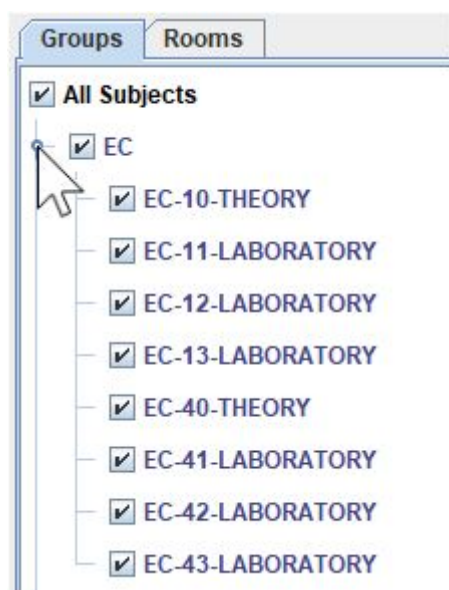 Groups Rooms
All Subjects
EC
EC-10-THEORY
EC-11-LABORATORY
EC-12-LABORATORY
EC-13-LABORATORY
EC-40-THEORY
EC-41-LABORATORY
EC-42-LABORATORY
EC-43-LABORATORY